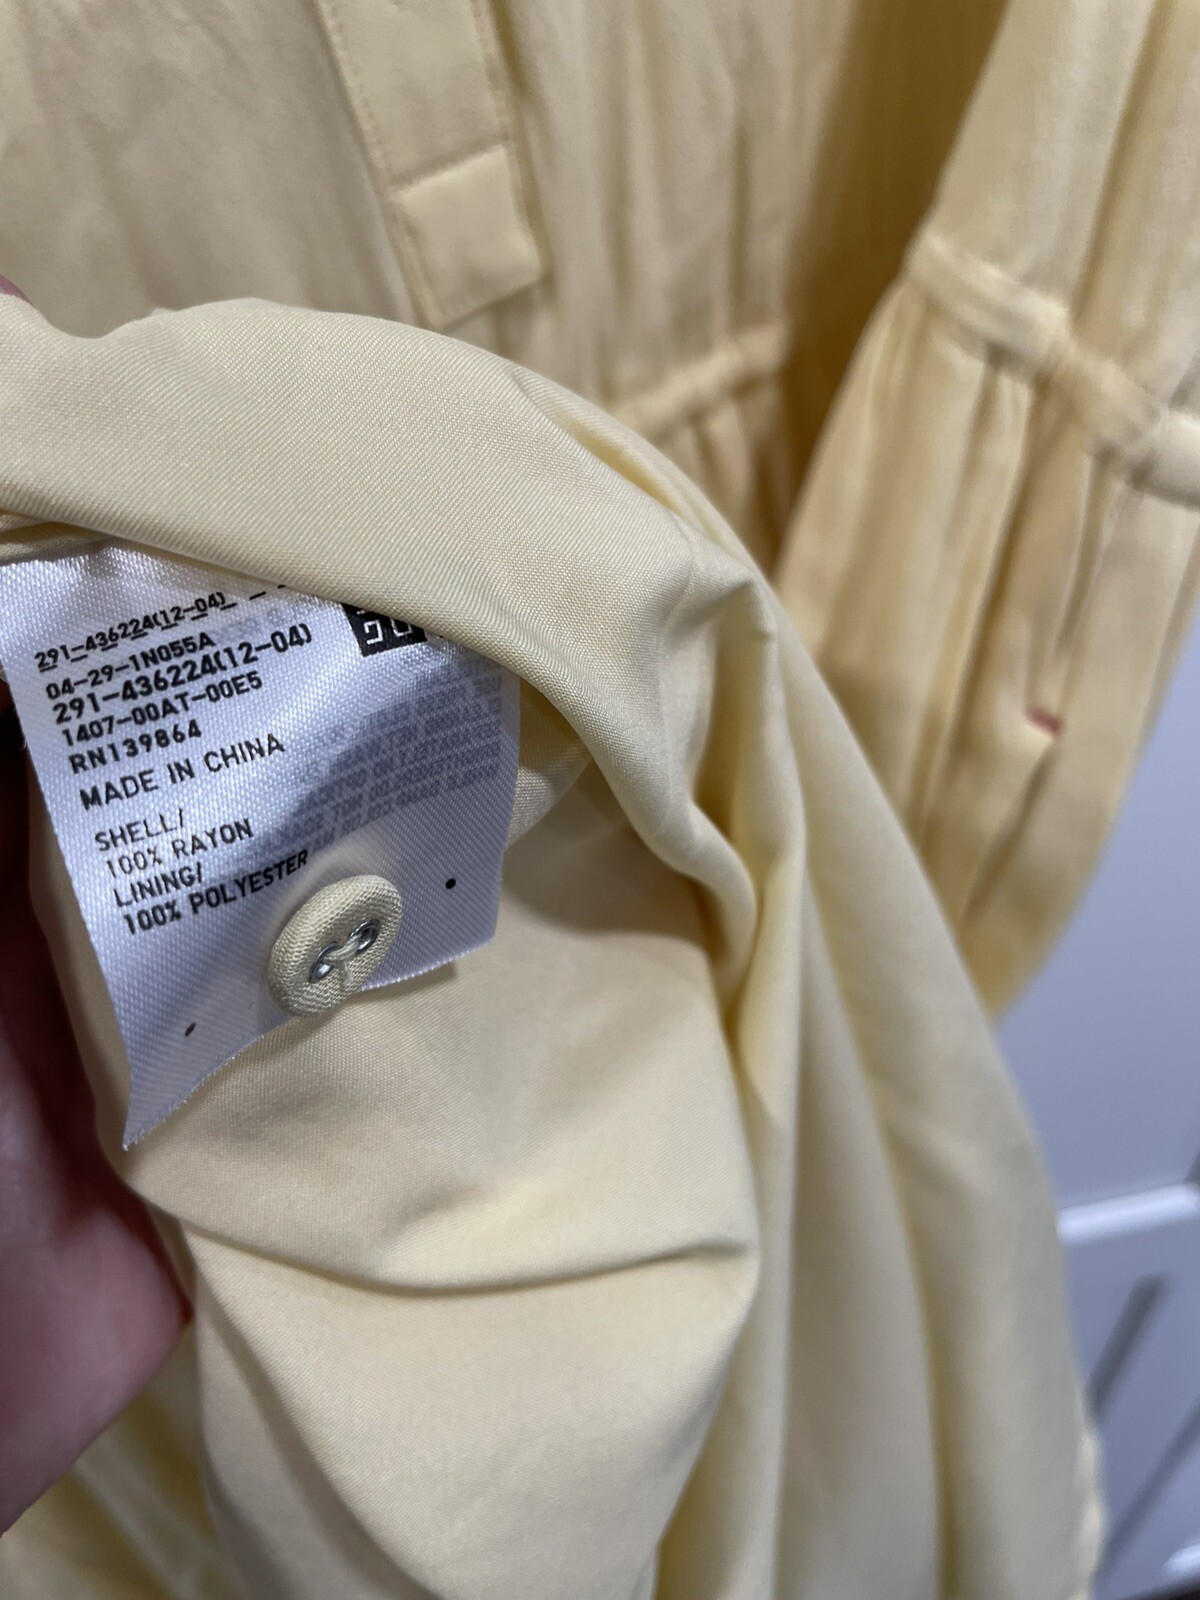 291-436224(12-04)
04-29-1N055A
291-436224(12-04)
1407-00AT-00E5
RN139864
MADE IN CHINA
SHELL/
100% RAYON
LINING/
100% POLYESTER